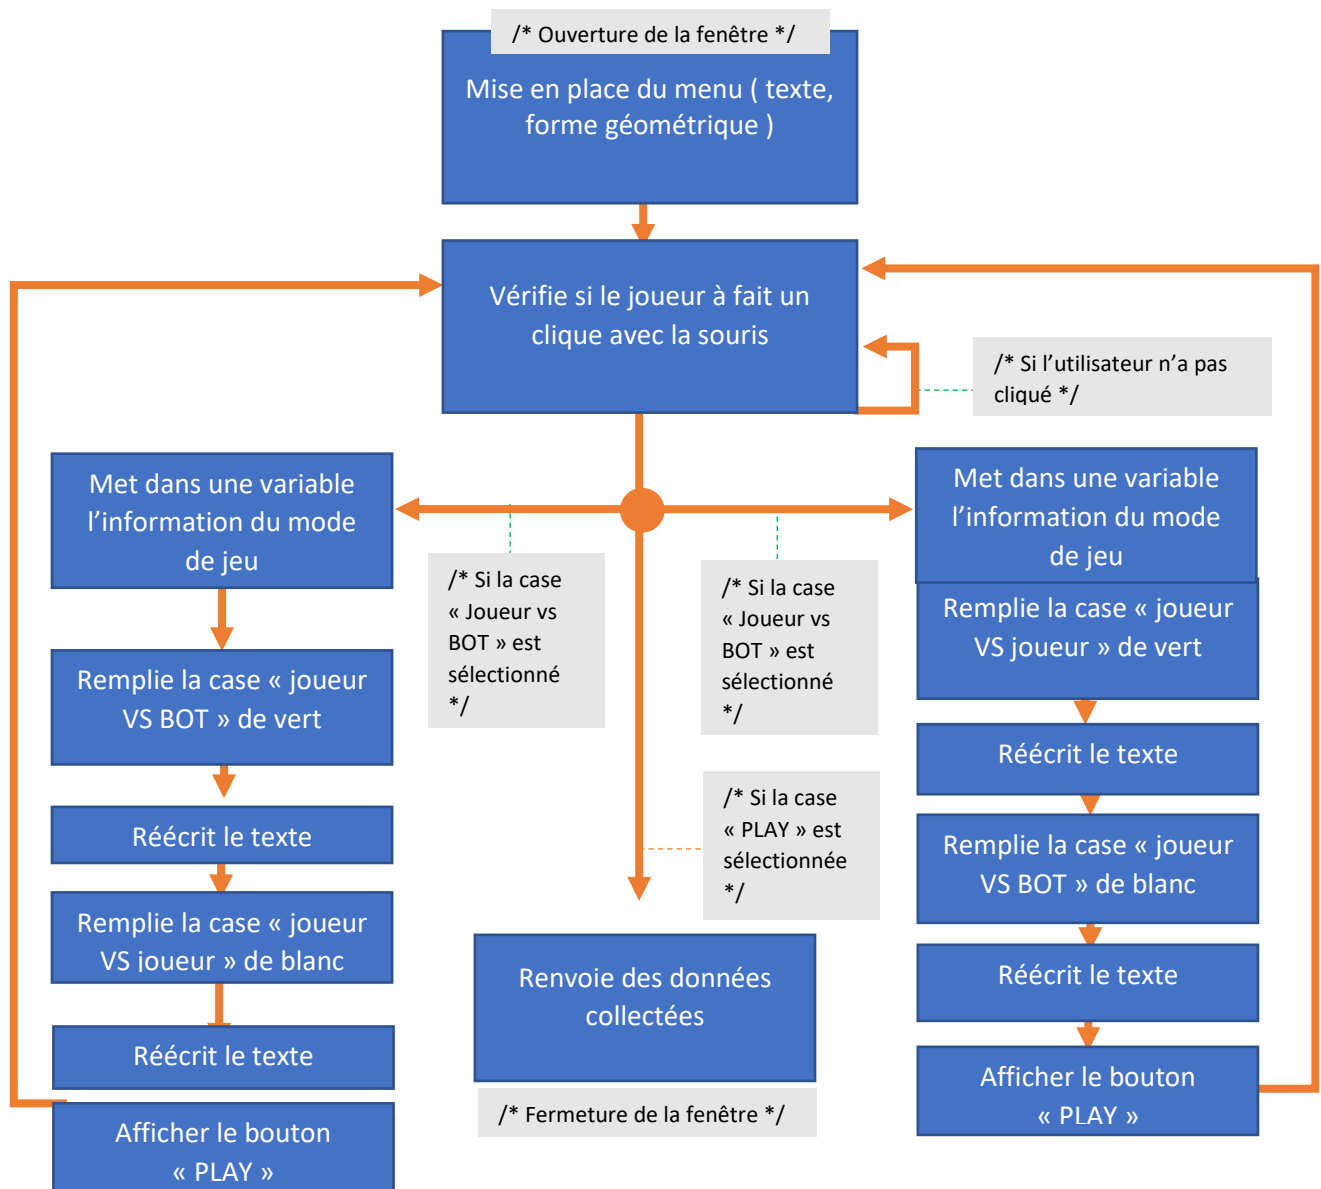 /* Ouverture de la fenêtre */
Mise en place du menu ( texte,
forme géométrique )
Vérifie si le joueur à fait un
clique avec la souris
/* Si l’utilisateur n’a pas
cliqué */
Met dans une variable
l’information du mode
de jeu
Remplie la case « joueur
VS BOT » de vert
Réécrit le texte
Remplie la case « joueur
VS joueur » de blanc
Réécrit le texte
Afficher le bouton
« PLAY »
/* Si la case
« Joueur vs
BOT » est
sélectionné
*/
/* Si la case
« Joueur vs
BOT » est
sélectionné
*/
/* Si la case
« PLAY » est
sélectionnée
*/
Renvoie des données
collectées
/* Fermeture de la fenêtre */
Met dans une variable
l’information du mode
de jeu
Remplie la case « joueur
VS joueur » de vert
Réécrit le texte
Remplie la case « joueur
VS BOT » de blanc
Réécrit le texte
Afficher le bouton
« PLAY »